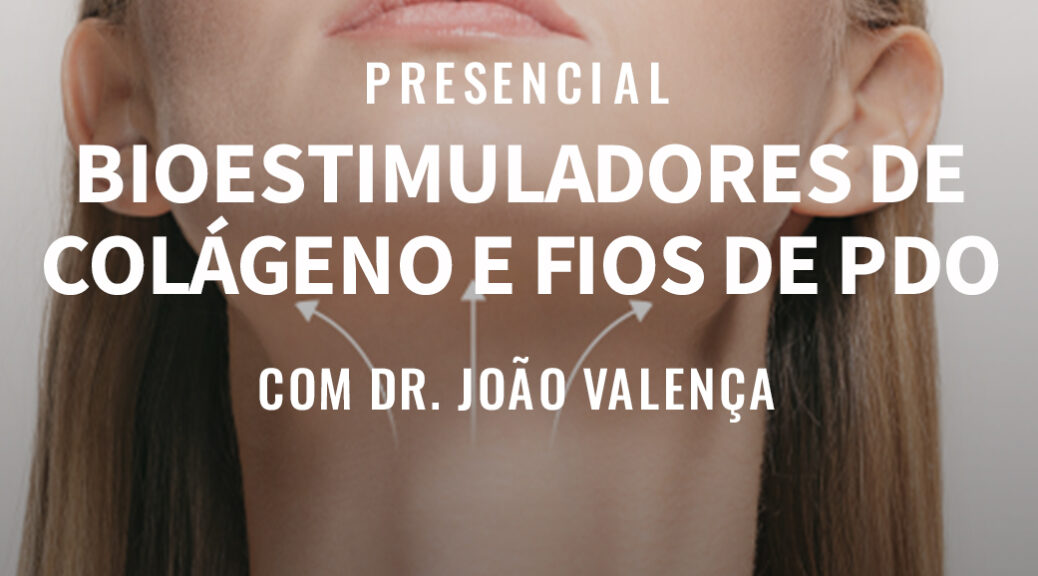 PRESENCIAL
BIOESTIMULADORES DE
COLÁGENO E FIOS DE PDO
COM DR. JOÃO VALENÇA